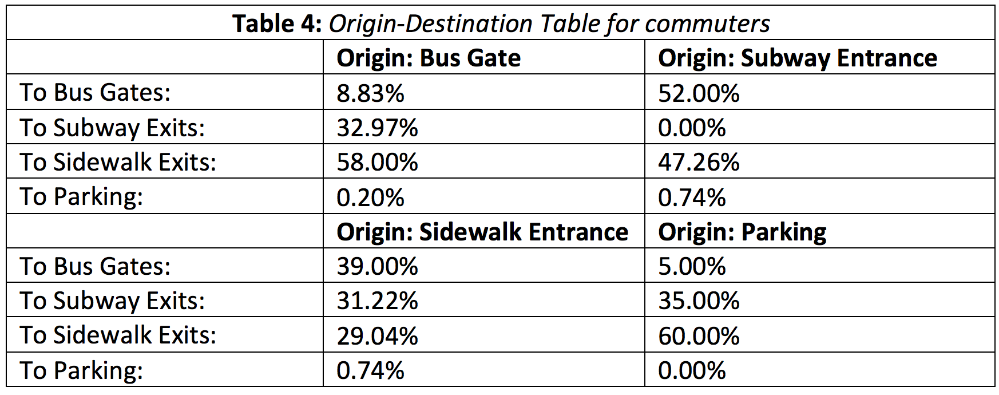 Table 4: Origin-Destination Table for commuters
Origin: Bus Gate Origin: Subway Entrance
To Bus Gates: 8.83% 52.00%
To Subway Exits: 32.97% 0.00%
To Sidewalk Exits: 58.00% 47.26%
To Parking: 0.20% 0.74%
Origin: Sidewalk Entrance Origin: Parking
To Bus Gates: 39.00% 5.00%
To Subway Exits: 31.22% 35.00%
To Sidewalk Exits: 29.04% 60.00%
To Parking: 0.74% 0.00%